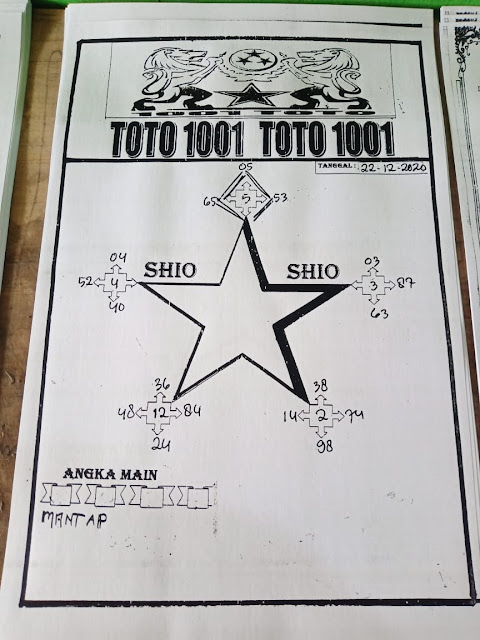 TOTO 1001 TOTO 1001
TANGGAL: 22-12-2020
05
65 5 53
04
52 4
40
SHIO SHIO
03
3 87
63
36
48 12 84
24
38
14 2 74
98
ANGKA MAIN
MANTAP